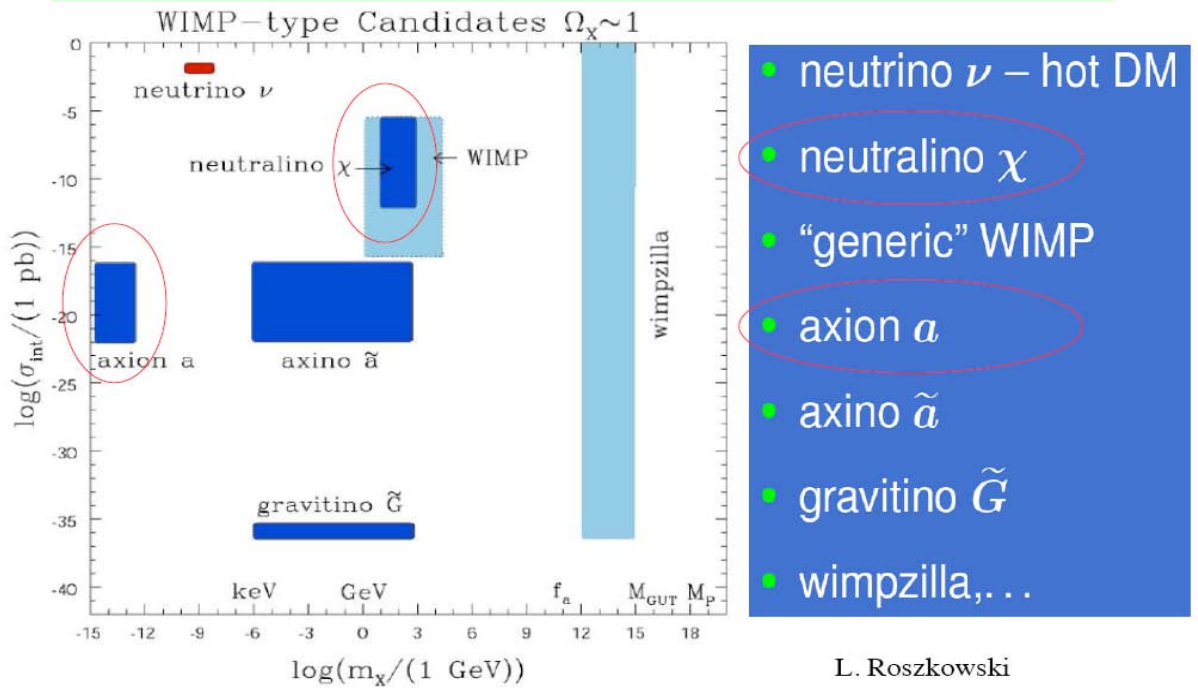 WIMP-type Candidates Ωₓ~1
0
-5
-10
-15
-20
-25
-30
-35
-40
log(σ_int/(1 pb))
neutrino ν
neutralino χ
WIMP
axion a
axino ã
gravitino G̃
wimpzilla
keV
GeV
f_a
M_GUT
M_P
-15
-12
-9
-6
-3
0
3
6
9
12
15
18
log(m_X/(1 GeV))
• neutrino ν – hot DM
• neutralino χ
• “generic” WIMP
• axion a
• axino ã
• gravitino G̃
• wimpzilla,...
L. Roszkowski